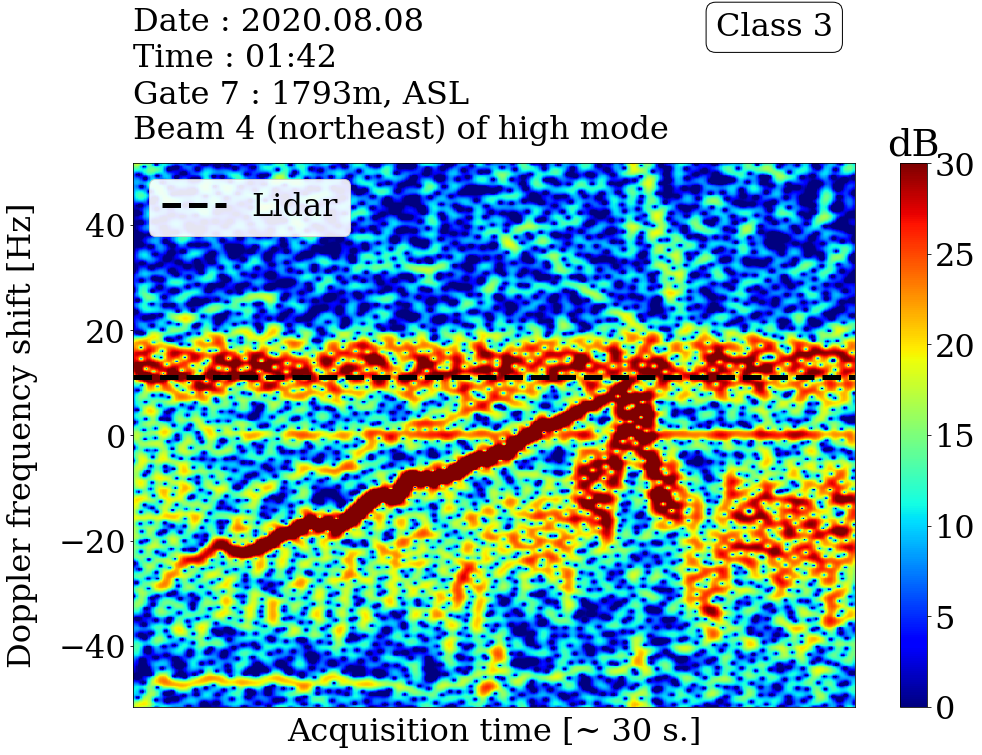 Date : 2020.08.08
Time : 01:42
Gate 7 : 1793m, ASL
Beam 4 (northeast) of high mode
Class 3
dB
Lidar
Doppler frequency shift [Hz]
40
20
0
−20
−40
30
25
20
15
10
5
0
Acquisition time [~ 30 s.]